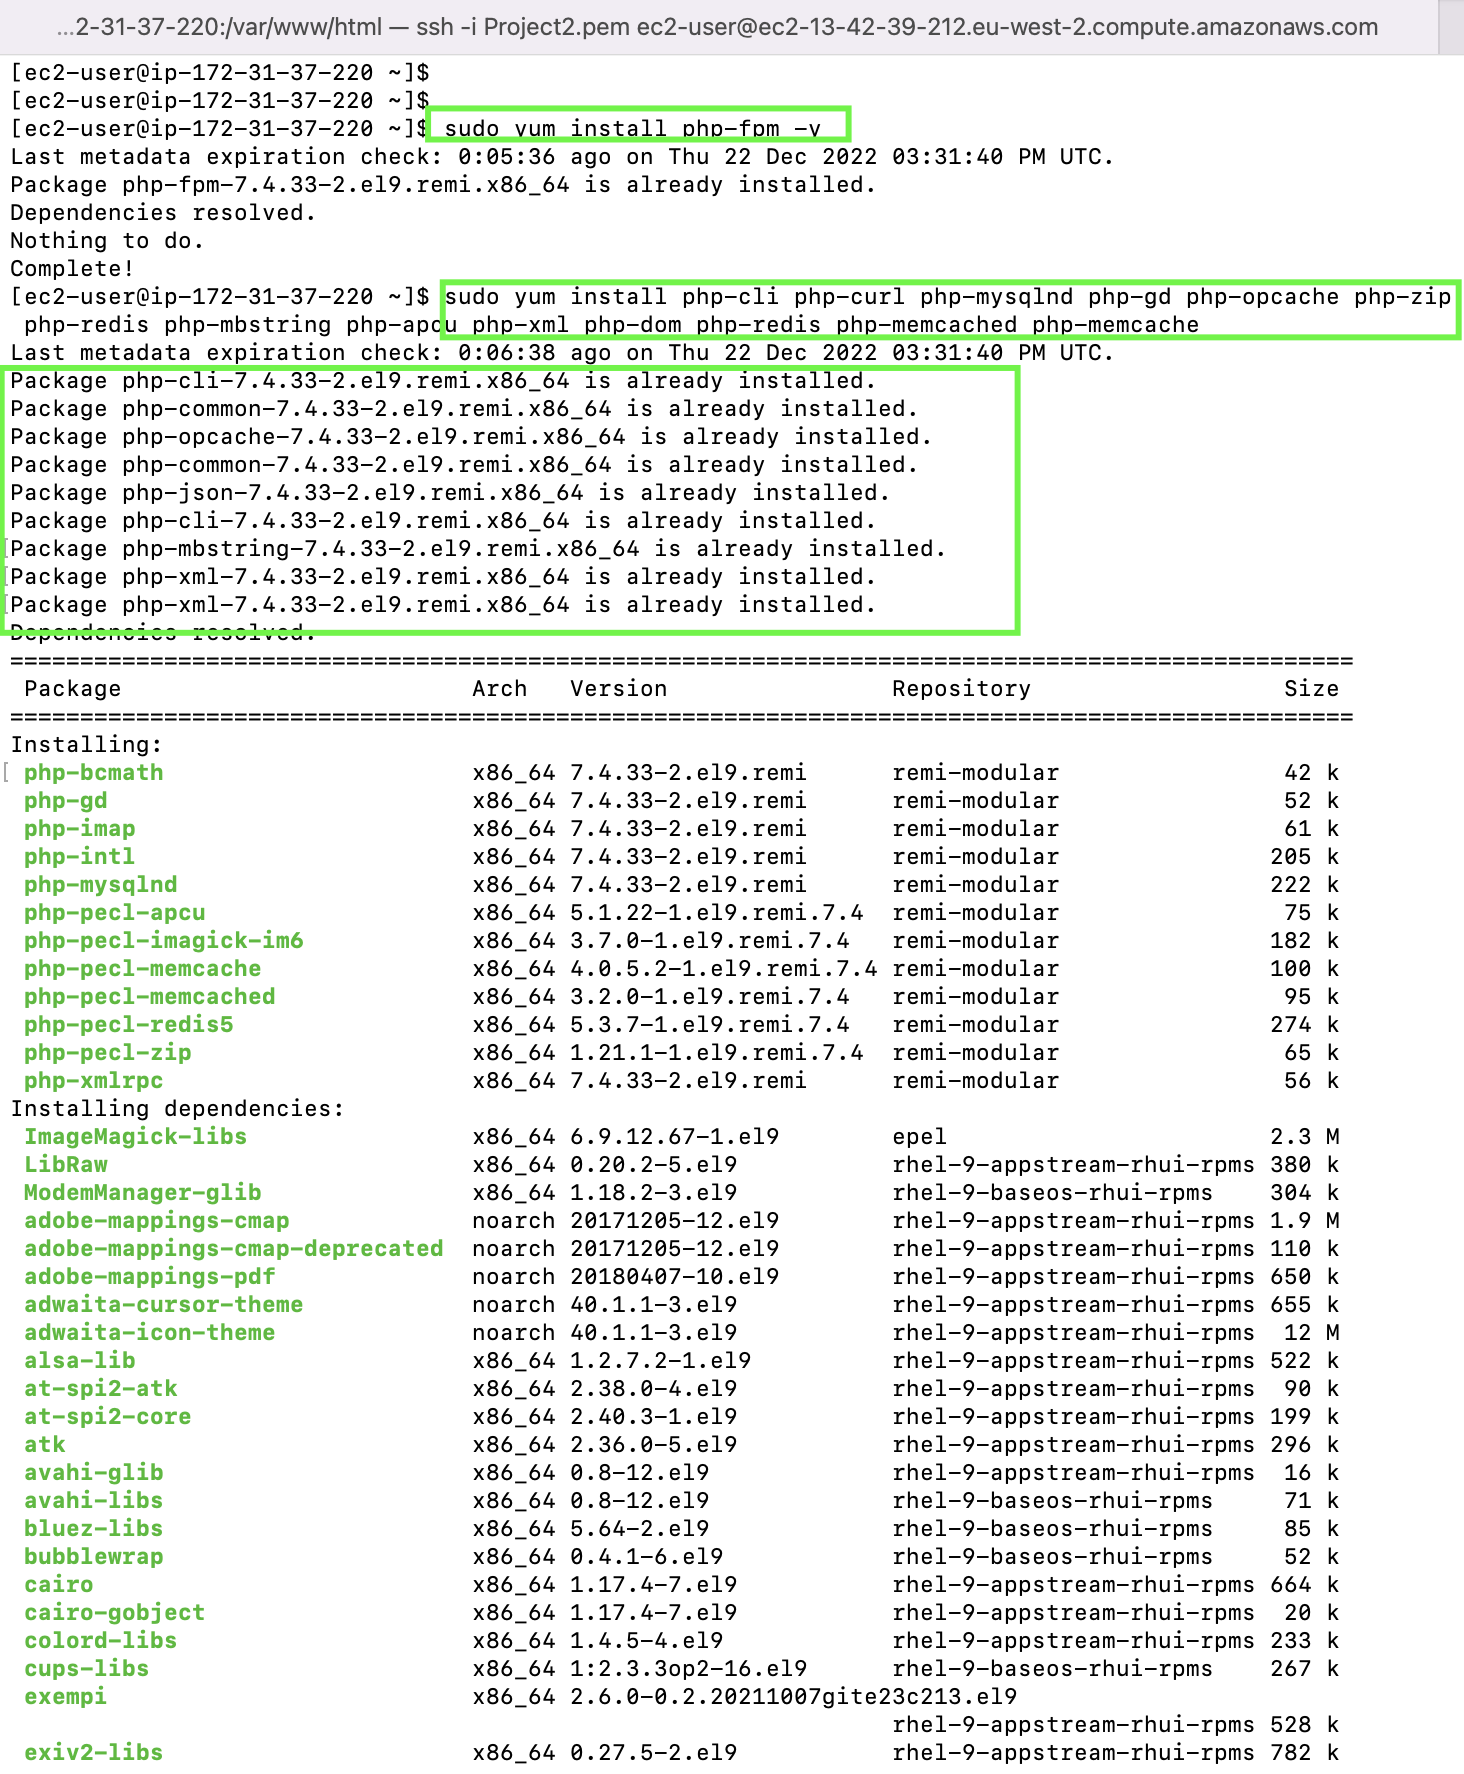 ...2-31-37-220:/var/www/html — ssh -i Project2.pem ec2-user@ec2-13-42-39-212.eu-west-2.compute.amazonaws.com
[ec2-user@ip-172-31-37-220 ~]$
[ec2-user@ip-172-31-37-220 ~]$
[ec2-user@ip-172-31-37-220 ~]$ sudo yum install php-fpm -y
Last metadata expiration check: 0:05:36 ago on Thu 22 Dec 2022 03:31:40 PM UTC.
Package php-fpm-7.4.33-2.el9.remi.x86_64 is already installed.
Dependencies resolved.
Nothing to do.
Complete!
[ec2-user@ip-172-31-37-220 ~]$ sudo yum install php-cli php-curl php-mysqlnd php-gd php-opcache php-zip
php-redis php-mbstring php-apcu php-xml php-dom php-redis php-memcached php-memcache
Last metadata expiration check: 0:06:38 ago on Thu 22 Dec 2022 03:31:40 PM UTC.
Package php-cli-7.4.33-2.el9.remi.x86_64 is already installed.
Package php-common-7.4.33-2.el9.remi.x86_64 is already installed.
Package php-opcache-7.4.33-2.el9.remi.x86_64 is already installed.
Package php-common-7.4.33-2.el9.remi.x86_64 is already installed.
Package php-json-7.4.33-2.el9.remi.x86_64 is already installed.
Package php-cli-7.4.33-2.el9.remi.x86_64 is already installed.
[Package php-mbstring-7.4.33-2.el9.remi.x86_64 is already installed.
[Package php-xml-7.4.33-2.el9.remi.x86_64 is already installed.
[Package php-xml-7.4.33-2.el9.remi.x86_64 is already installed.
Dependencies resolved.
================================================================================================
Package Arch Version Repository Size
================================================================================================
Installing:
[ php-bcmath x86_64 7.4.33-2.el9.remi remi-modular 42 k
php-gd x86_64 7.4.33-2.el9.remi remi-modular 52 k
php-imap x86_64 7.4.33-2.el9.remi remi-modular 61 k
php-intl x86_64 7.4.33-2.el9.remi remi-modular 205 k
php-mysqlnd x86_64 7.4.33-2.el9.remi remi-modular 222 k
php-pecl-apcu x86_64 5.1.22-1.el9.remi.7.4 remi-modular 75 k
php-pecl-imagick-im6 x86_64 3.7.0-1.el9.remi.7.4 remi-modular 182 k
php-pecl-memcache x86_64 4.0.5.2-1.el9.remi.7.4 remi-modular 100 k
php-pecl-memcached x86_64 3.2.0-1.el9.remi.7.4 remi-modular 95 k
php-pecl-redis5 x86_64 5.3.7-1.el9.remi.7.4 remi-modular 274 k
php-pecl-zip x86_64 1.21.1-1.el9.remi.7.4 remi-modular 65 k
php-xmlrpc x86_64 7.4.33-2.el9.remi remi-modular 56 k
Installing dependencies:
ImageMagick-libs x86_64 6.9.12.67-1.el9 epel 2.3 M
LibRaw x86_64 0.20.2-5.el9 rhel-9-appstream-rhui-rpms 380 k
ModemManager-glib x86_64 1.18.2-3.el9 rhel-9-baseos-rhui-rpms 304 k
adobe-mappings-cmap noarch 20171205-12.el9 rhel-9-appstream-rhui-rpms 1.9 M
adobe-mappings-cmap-deprecated noarch 20171205-12.el9 rhel-9-appstream-rhui-rpms 110 k
adobe-mappings-pdf noarch 20180407-10.el9 rhel-9-appstream-rhui-rpms 650 k
adwaita-cursor-theme noarch 40.1.1-3.el9 rhel-9-appstream-rhui-rpms 655 k
adwaita-icon-theme noarch 40.1.1-3.el9 rhel-9-appstream-rhui-rpms 12 M
alsa-lib x86_64 1.2.7.2-1.el9 rhel-9-appstream-rhui-rpms 522 k
at-spi2-atk x86_64 2.38.0-4.el9 rhel-9-appstream-rhui-rpms 90 k
at-spi2-core x86_64 2.40.3-1.el9 rhel-9-appstream-rhui-rpms 199 k
atk x86_64 2.36.0-5.el9 rhel-9-appstream-rhui-rpms 296 k
avahi-glib x86_64 0.8-12.el9 rhel-9-appstream-rhui-rpms 16 k
avahi-libs x86_64 0.8-12.el9 rhel-9-baseos-rhui-rpms 71 k
bluez-libs x86_64 5.64-2.el9 rhel-9-baseos-rhui-rpms 85 k
bubblewrap x86_64 0.4.1-6.el9 rhel-9-baseos-rhui-rpms 52 k
cairo x86_64 1.17.4-7.el9 rhel-9-appstream-rhui-rpms 664 k
cairo-gobject x86_64 1.17.4-7.el9 rhel-9-appstream-rhui-rpms 20 k
colord-libs x86_64 1.4.5-4.el9 rhel-9-appstream-rhui-rpms 233 k
cups-libs x86_64 1:2.3.3op2-16.el9 rhel-9-baseos-rhui-rpms 267 k
exempi x86_64 2.6.0-0.2.20211007gite23c213.el9
rhel-9-appstream-rhui-rpms 528 k
exiv2-libs x86_64 0.27.5-2.el9 rhel-9-appstream-rhui-rpms 782 k